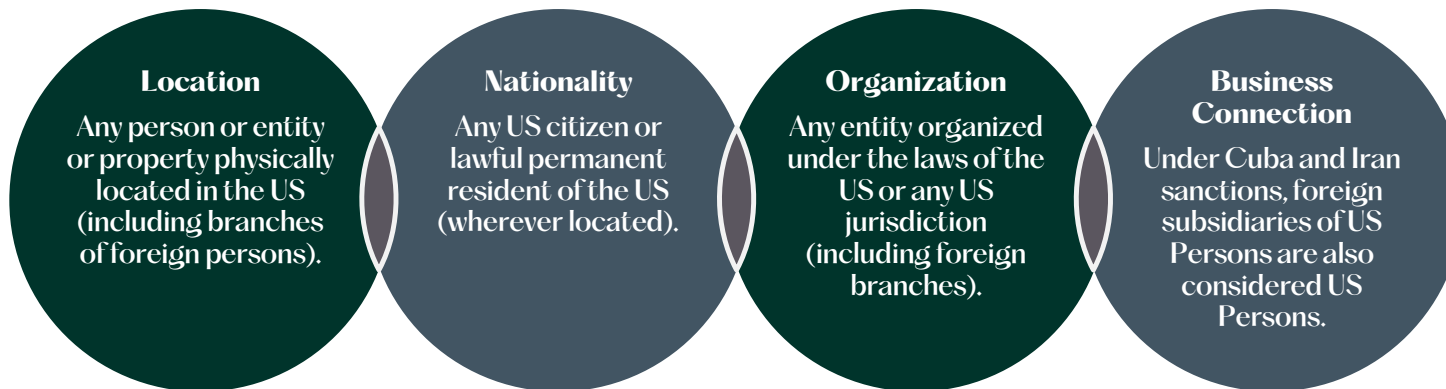 Location
Any person or entity
or property physically
located in the US
(including branches
of foreign persons).
Nationality
Any US citizen or
lawful permanent
resident of the US
(wherever located).
Organization
Any entity organized
under the laws of the
US or any US
jurisdiction
(including foreign
branches).
Business
Connection
Under Cuba and Iran
sanctions, foreign
subsidiaries of US
Persons are also
considered US
Persons.